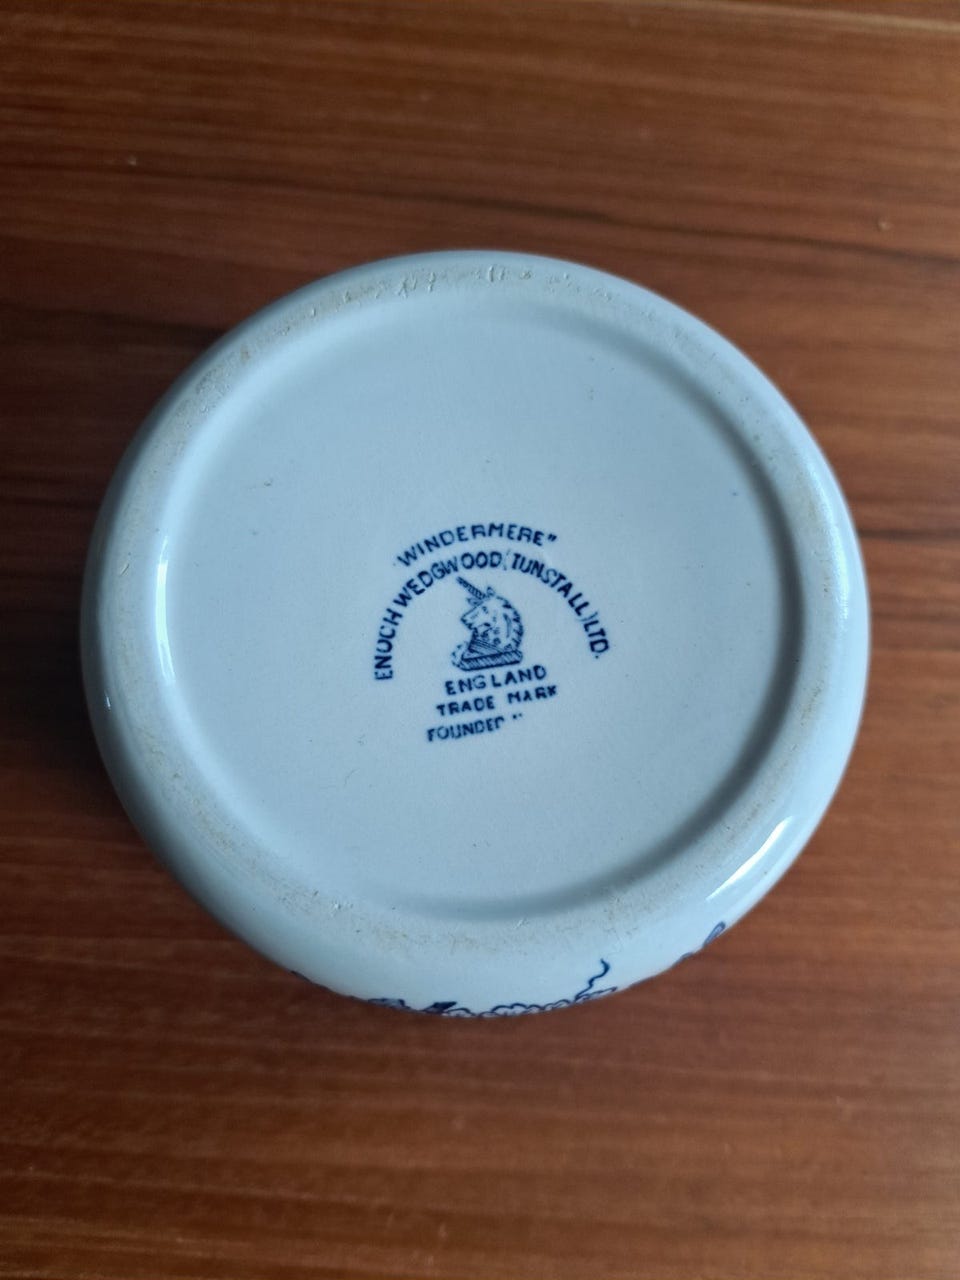 "WINDERMERE"
ENOCH WEDGWOOD (TUNSTALL) LTD.
ENGLAND
TRADE MARK